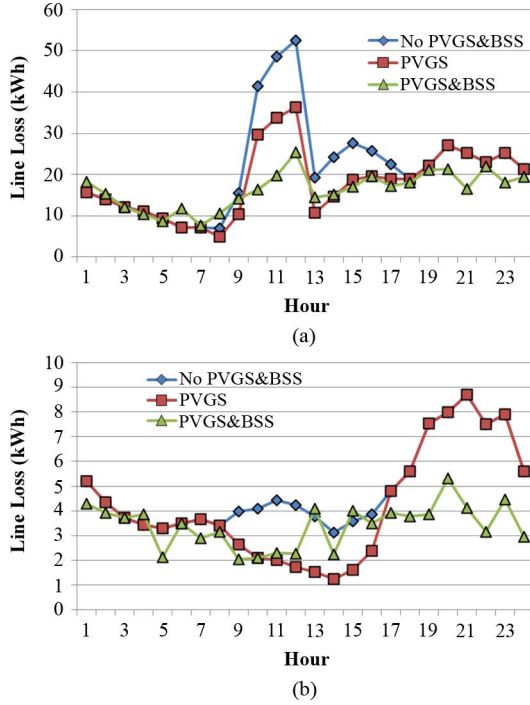 (a)
Line Loss (kWh)
60
50
40
30
20
10
0
No PVGS&BSS
PVGS
PVGS&BSS
1 3 5 7 9 11 13 15 17 19 21 23
Hour
(a)
Line Loss (kWh)
10
9
8
7
6
5
4
3
2
1
0
No PVGS&BSS
PVGS
PVGS&BSS
1 3 5 7 9 11 13 15 17 19 21 23
Hour
(b)